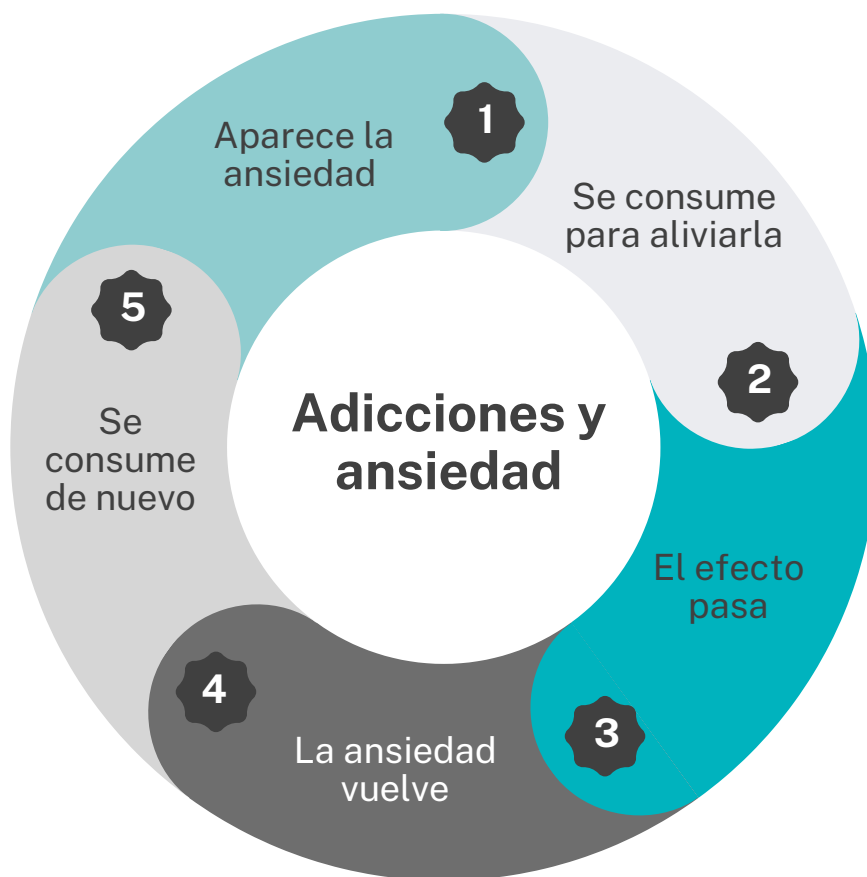 Adicciones y
ansiedad
1
Aparece la
ansiedad
2
Se consume
para aliviarla
3
El efecto
pasa
4
La ansiedad
vuelve
5
Se
consume
de nuevo